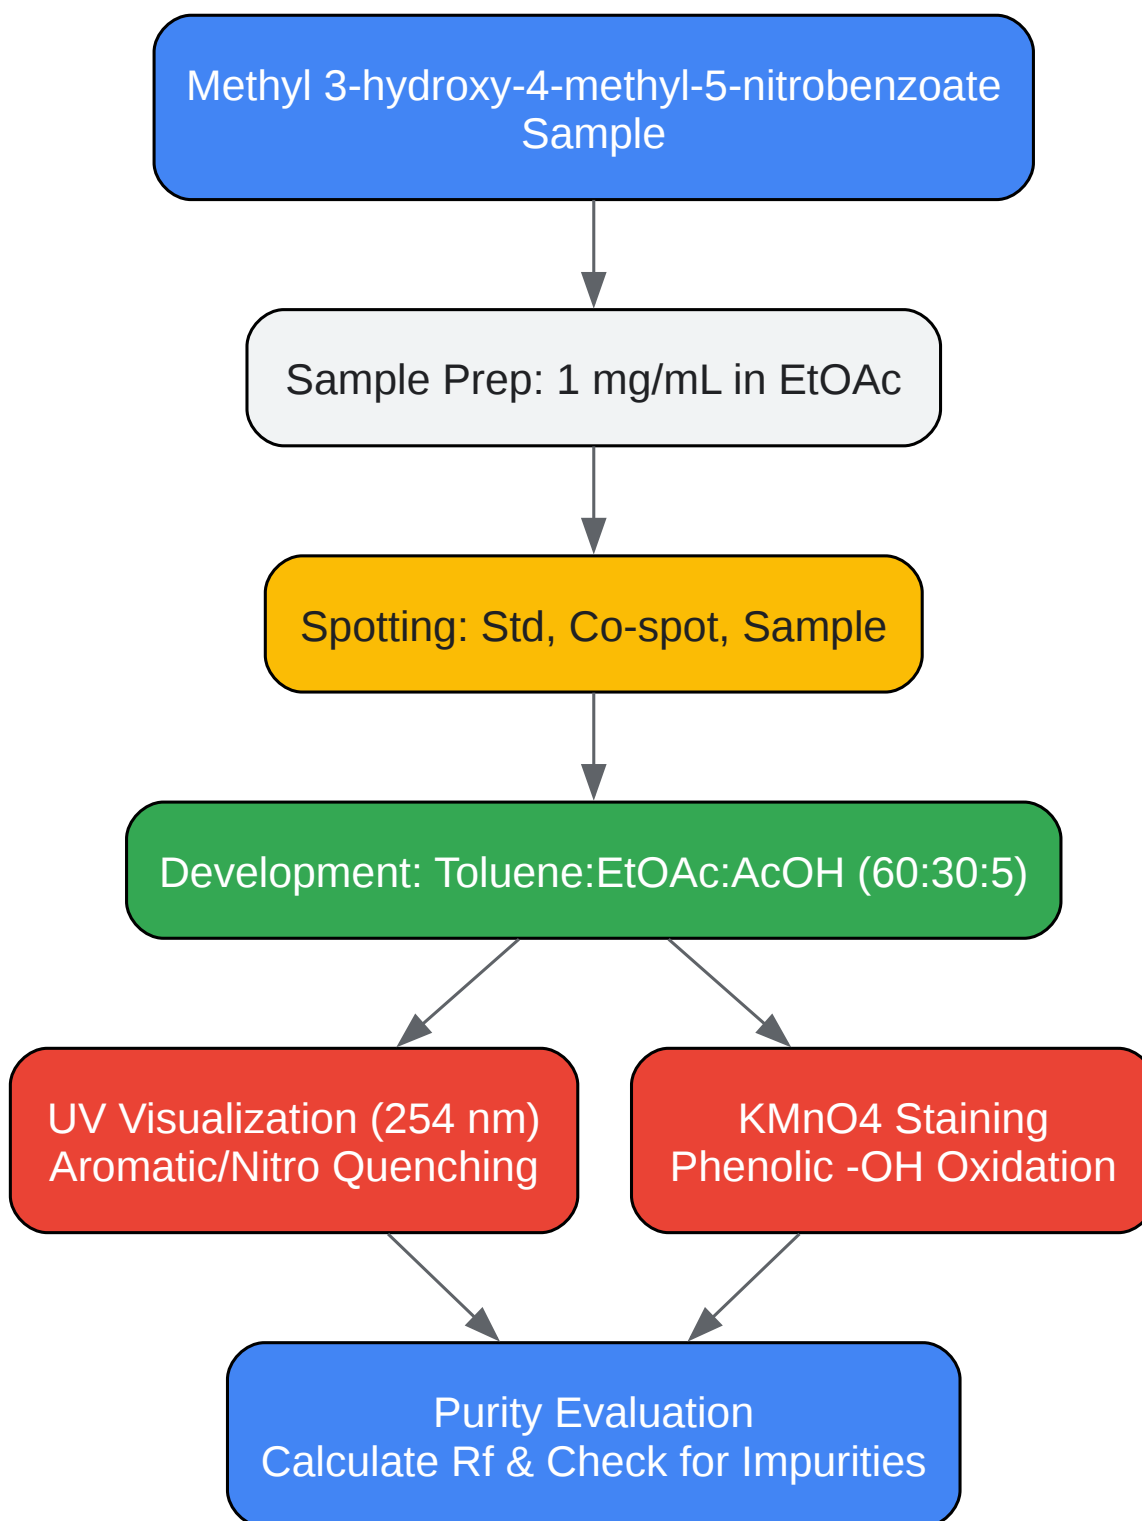 Methyl 3-hydroxy-4-methyl-5-nitrobenzoate
Sample
Sample Prep: 1 mg/mL in EtOAc
Spotting: Std, Co-spot, Sample
Development: Toluene:EtOAc:AcOH (60:30:5)
UV Visualization (254 nm)
Aromatic/Nitro Quenching
KMnO4 Staining
Phenolic -OH Oxidation
Purity Evaluation
Calculate Rf & Check for Impurities